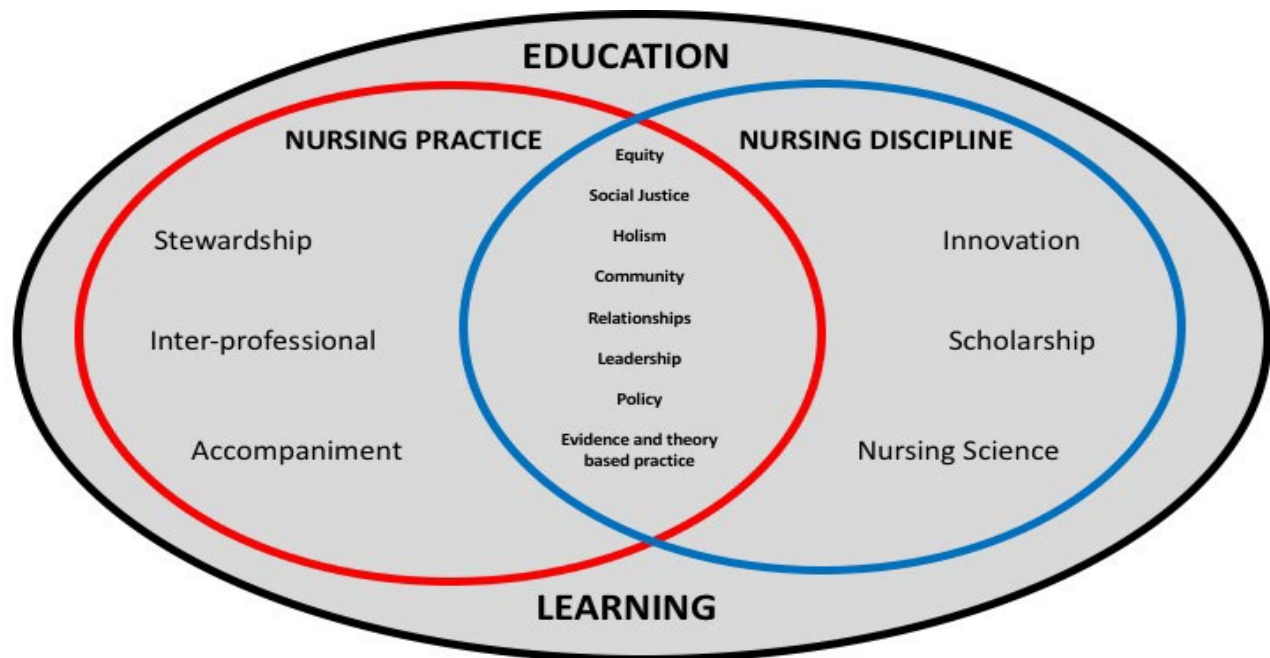 EDUCATION
NURSING PRACTICE
NURSING DISCIPLINE
Equity
Social Justice
Stewardship
Holism
Innovation
Community
Relationships
Inter-professional
Scholarship
Leadership
Policy
Accompaniment
Evidence and theory
based practice
Nursing Science
LEARNING